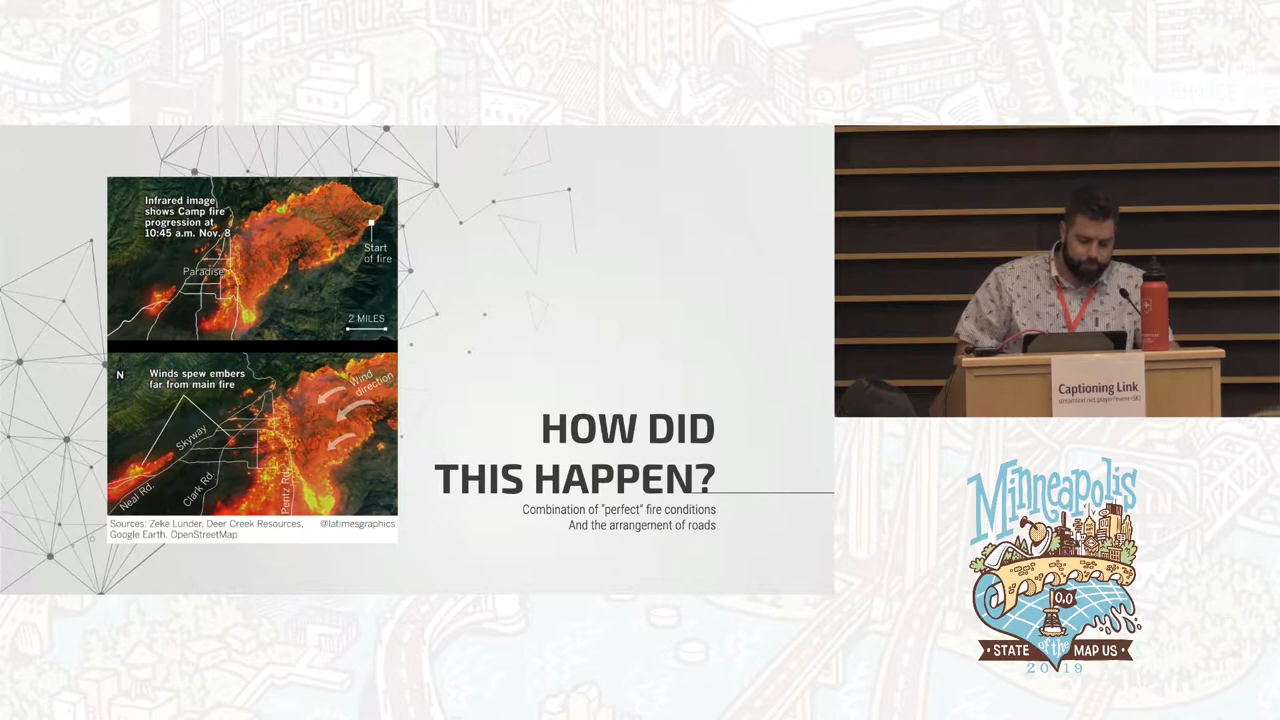 Infrared image
shows Camp fire
progression at
10:45 a.m. Nov. 8
Start
of fire
Paradise
2 MILES
N
Winds spew embers
far from main fire
Wind
direction
Skyway
Neal Rd.
Clark Rd.
Pentz Rd.
Sources: Zeke Lunder, Deer Creek Resources,
Google Earth. OpenStreetMap
@latimesgraphics
HOW DID
THIS HAPPEN?
Combination of "perfect" fire conditions
And the arrangement of roads
Captioning Link
Minneapolis
0,0
STATE of the MAP US
2019